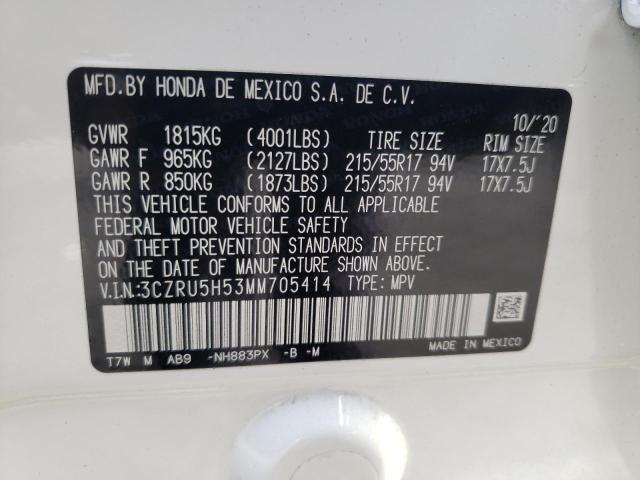 MFD.BY HONDA DE MEXICO S.A. DE C.V.
10/'20
GVWR 1815KG (4001LBS) TIRE SIZE RIM SIZE
GAWR F 965KG (2127LBS) 215/55R17 94V 17X7.5J
GAWR R 850KG (1873LBS) 215/55R17 94V 17X7.5J
THIS VEHICLE CONFORMS TO ALL APPLICABLE
FEDERAL MOTOR VEHICLE SAFETY
AND THEFT PREVENTION STANDARDS IN EFFECT
ON THE DATE OF MANUFACTURE SHOWN ABOVE.
V.I.N.:3CZRU5H53MM705414 TYPE: MPV
T7W M AB9 -NH883PX -B -M
MADE IN MEXICO